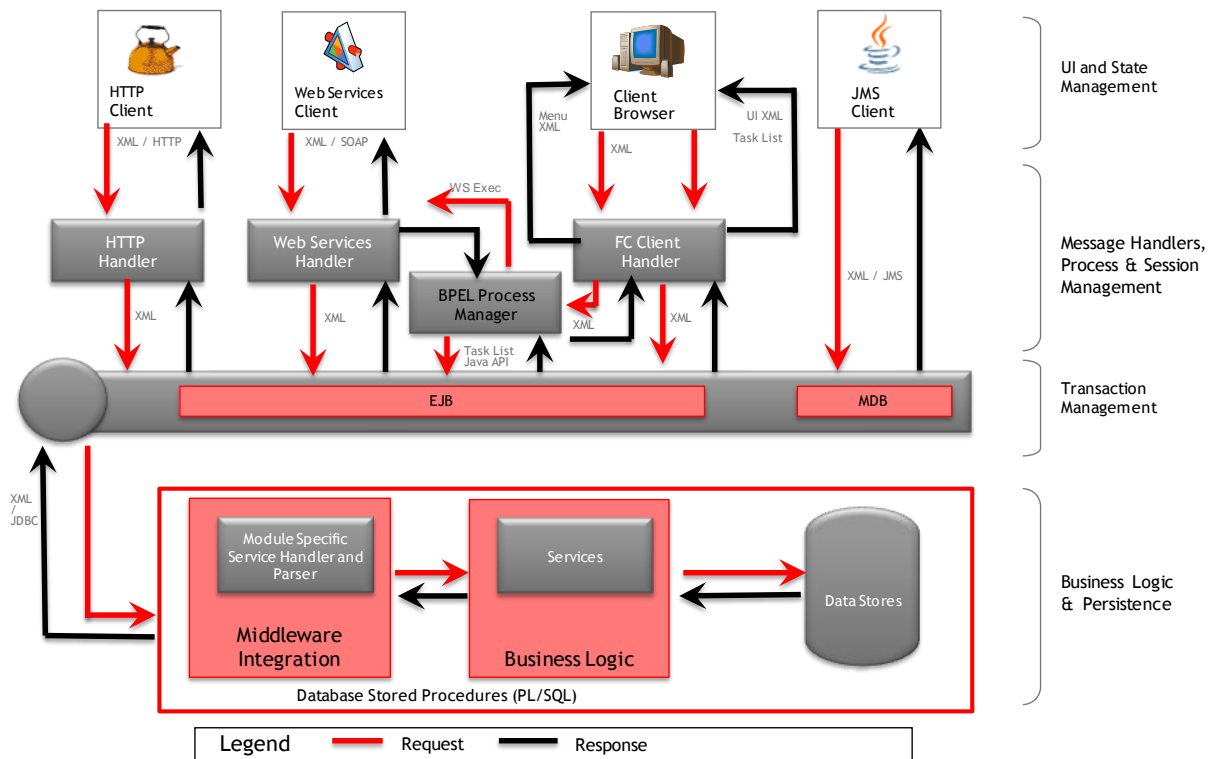 HTTP
Client
Web Services
Client
Client
Browser
JMS
Client
UI and State
Management
XML / HTTP
XML / SOAP
Menu
XML
XML
UI XML
Task List
WS Exec
HTTP
Handler
Web Services
Handler
FC Client
Handler
BPEL Process
Manager
XML / JMS
Message Handlers,
Process & Session
Management
XML
XML
XML
XML
Task List
Java API
EJB
MDB
Transaction
Management
XML
/
JDBC
Module Specific
Service Handler and
Parser
Services
Data Stores
Middleware
Integration
Business Logic
Business Logic
& Persistence
Database Stored Procedures (PL/SQL)
Legend
Request
Response